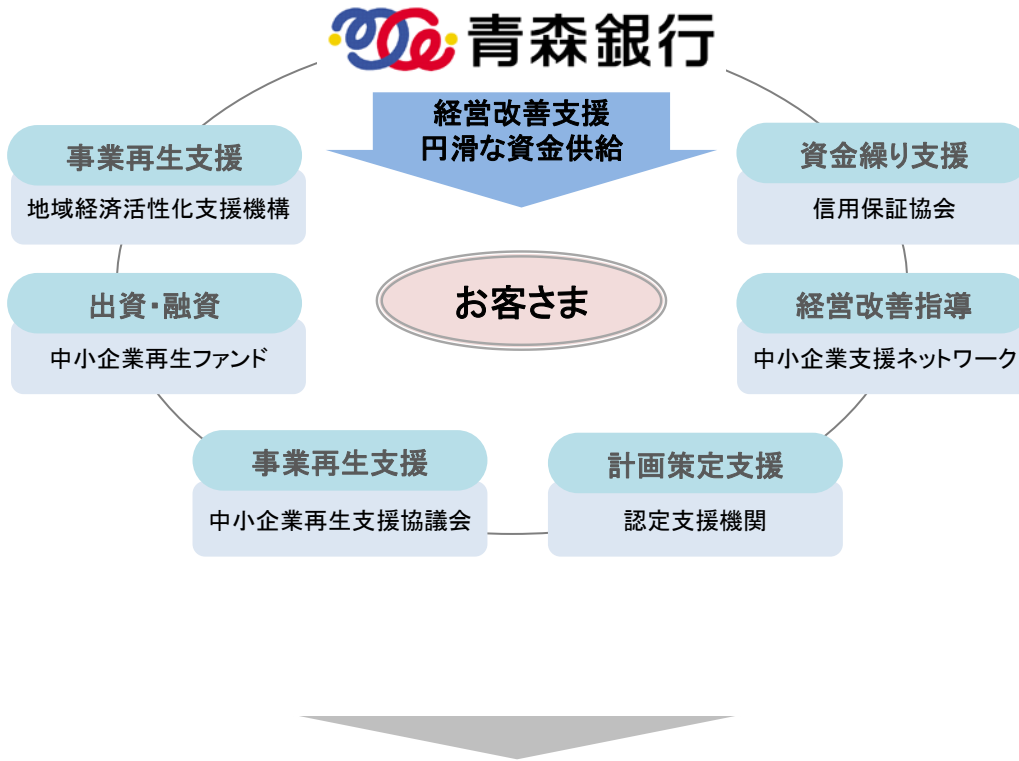 青森銀行
経営改善支援
円滑な資金供給
事業再生支援
地域経済活性化支援機構
資金繰り支援
信用保証協会
お客さま
出資・融資
中小企業再生ファンド
経営改善指導
中小企業支援ネットワーク
事業再生支援
中小企業再生支援協議会
計画策定支援
認定支援機関